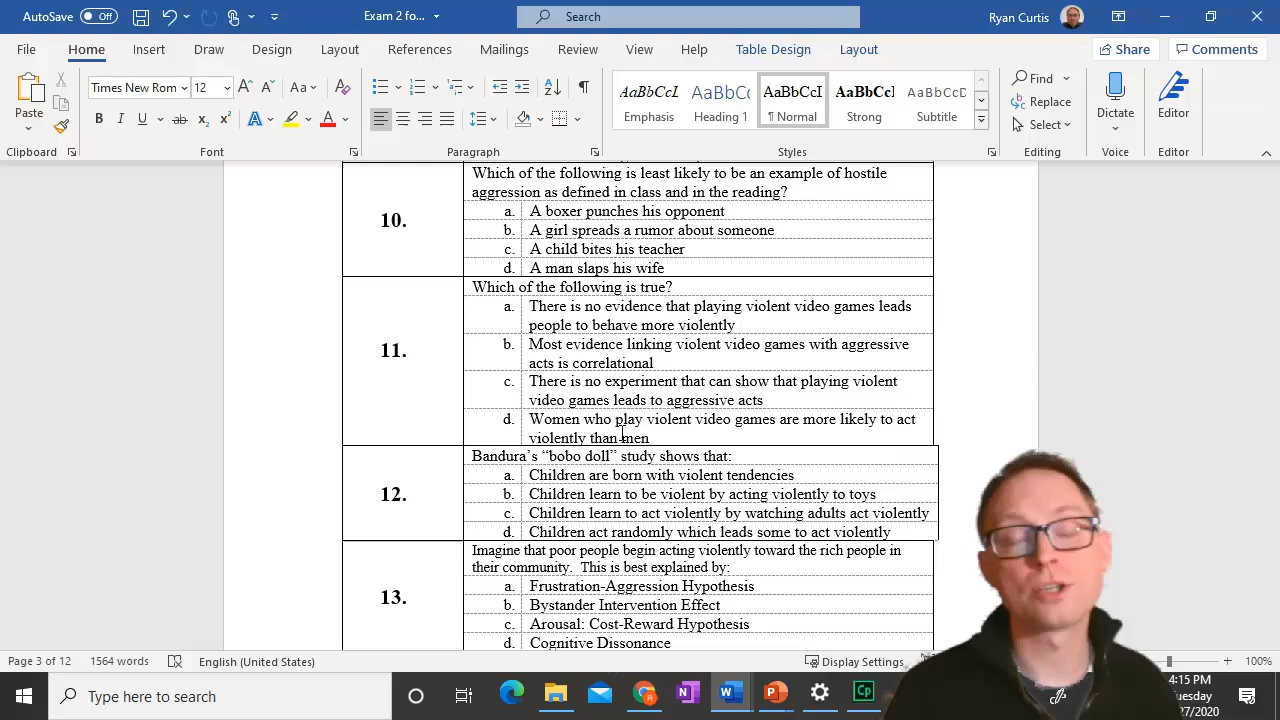 AutoSave Off Exam 2 fo... Search Ryan Curtis
File Home Insert Draw Design Layout References Mailings Review View Help Table Design Layout Share Comments
Paste
Clipboard
Times New Rom 12 A A Aa A
B I U ab x₂ x² A A
Font
Paragraph
AaBbCcI AaBbCc AaBbCcI AaBbCcI AaBbCcD
Emphasis Heading 1 ¶ Normal Strong Subtitle
Styles
Find
Replace
Select
Editing
Dictate
Voice
Editor
Editor
10.
Which of the following is least likely to be an example of hostile
aggression as defined in class and in the reading?
a. A boxer punches his opponent
b. A girl spreads a rumor about someone
c. A child bites his teacher
d. A man slaps his wife
11.
Which of the following is true?
a. There is no evidence that playing violent video games leads
people to behave more violently
b. Most evidence linking violent video games with aggressive
acts is correlational
c. There is no experiment that can show that playing violent
video games leads to aggressive acts
d. Women who play violent video games are more likely to act
violently than men
12.
Bandura's “bobo doll” study shows that:
a. Children are born with violent tendencies
b. Children learn to be violent by acting violently to toys
c. Children learn to act violently by watching adults act violently
d. Children act randomly which leads some to act violently
13.
Imagine that poor people begin acting violently toward the rich people in
their community. This is best explained by:
a. Frustration-Aggression Hypothesis
b. Bystander Intervention Effect
c. Arousal: Cost-Reward Hypothesis
d. Cognitive Dissonance
Page 3 of 12 1564 words English (United States) Display Settings 100%
Type here to search
4:15 PM
uesday
/27/2020